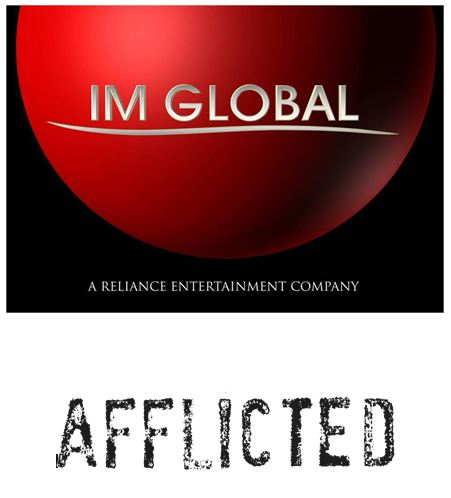 IM GLOBAL
A RELIANCE ENTERTAINMENT COMPANY
AFFLICTED